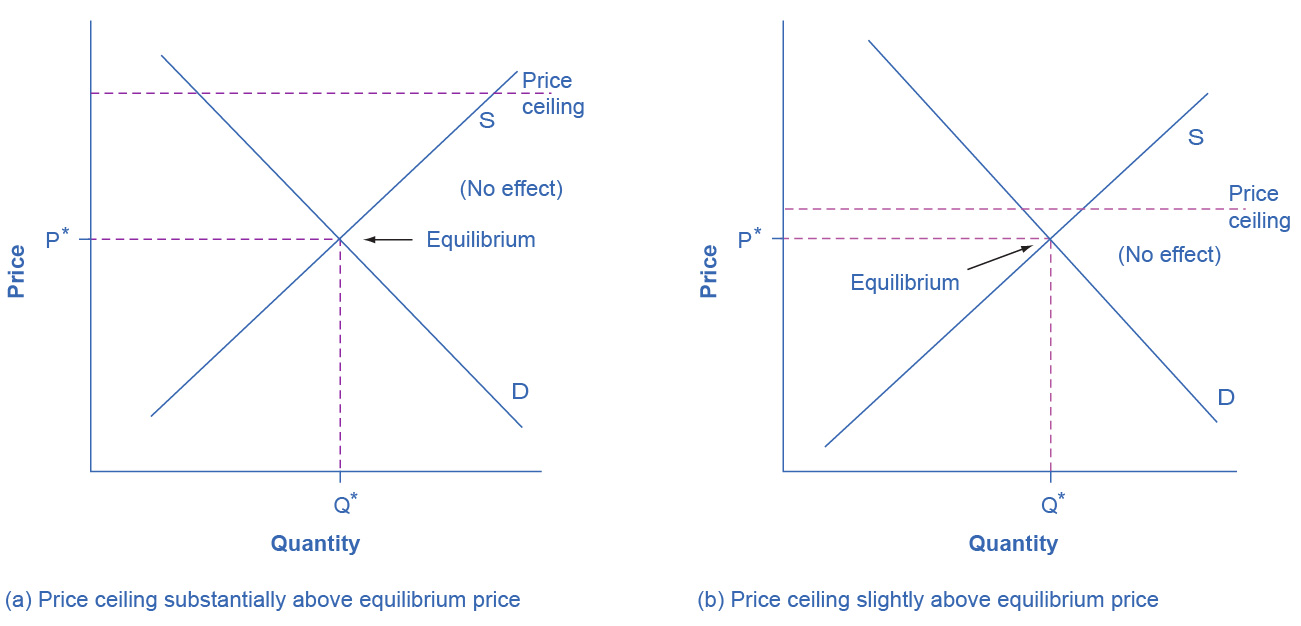 Price
ceiling
S
(No effect)
P*
Equilibrium
Price
D
Q*
Quantity
(a) Price ceiling substantially above equilibrium price
S
Price
ceiling
P*
(No effect)
Equilibrium
Price
D
Q*
Quantity
(b) Price ceiling slightly above equilibrium price